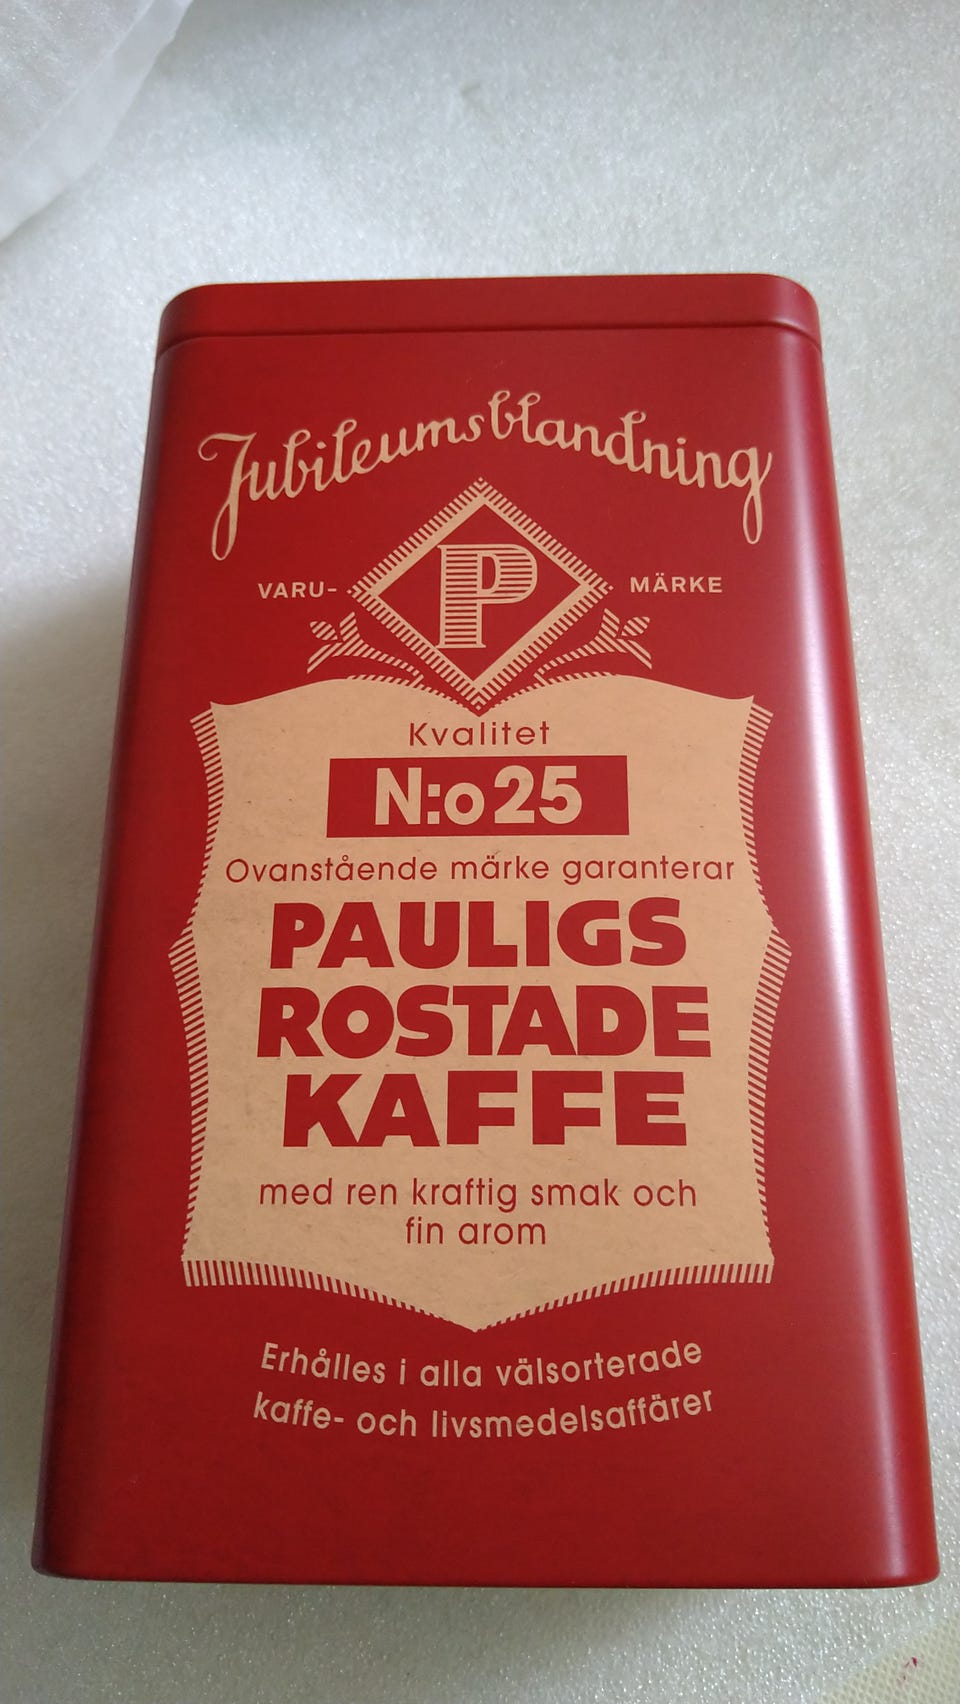 Jubileumsblandning
P
VARU- MÄRKE
Kvalitet
N:o 25
Ovanstående märke garanterar
PAULIGS
ROSTADE
KAFFE
med ren kraftig smak och
fin arom
Erhålles i alla välsorterade
kaffe- och livsmedelsaffärer